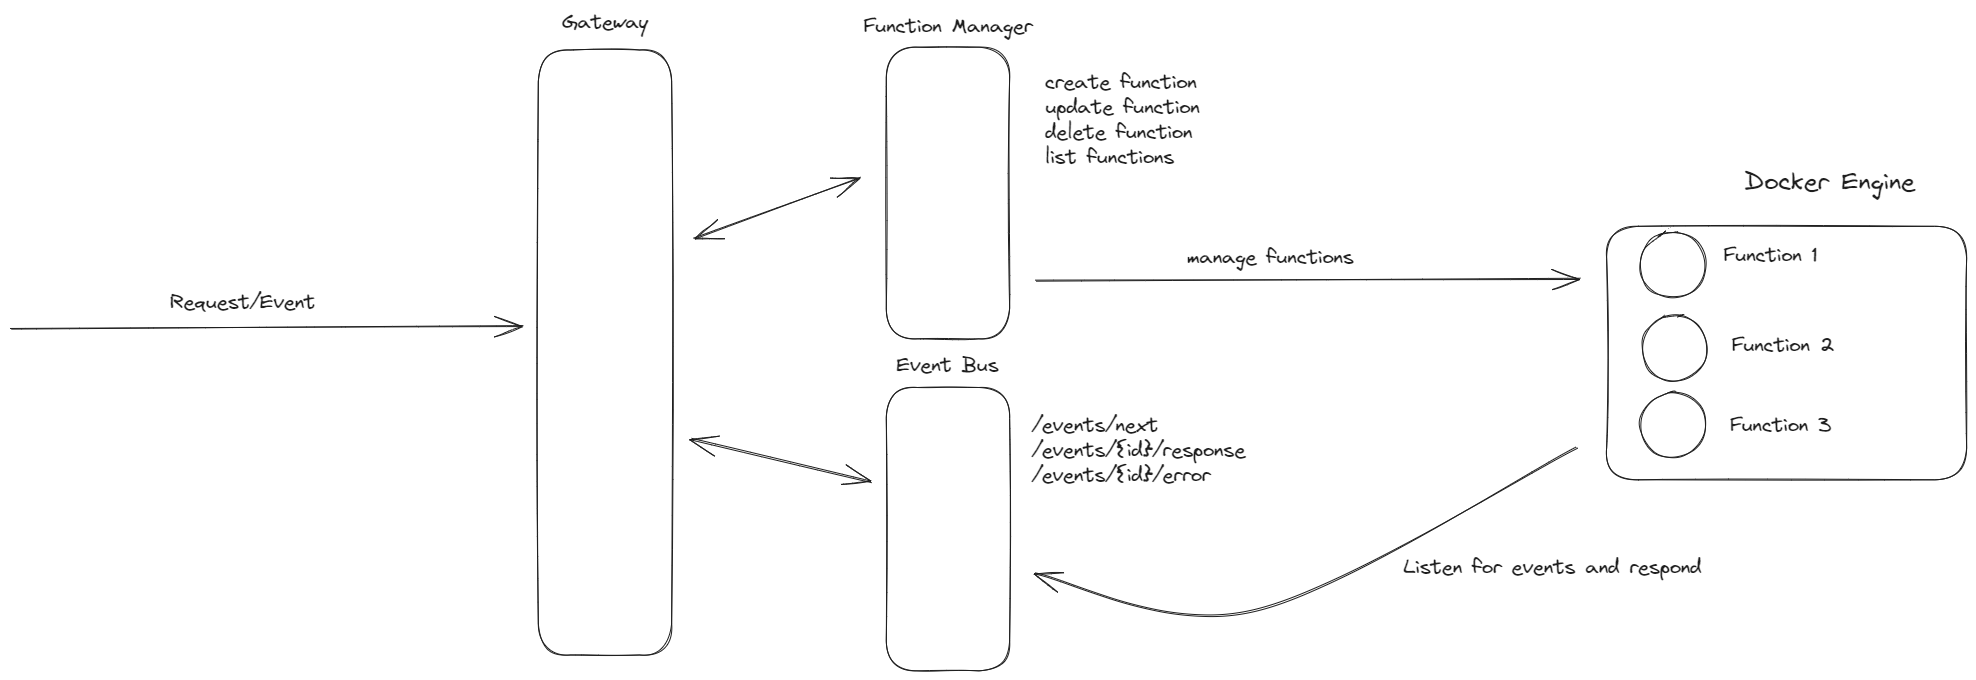 Gateway
Function Manager
create function
update function
delete function
list functions
Docker Engine
manage functions
Function 1
Request/Event
Function 2
Event Bus
/events/next
/events/{id}/response
/events/{id}/error
Function 3
Listen for events and respond